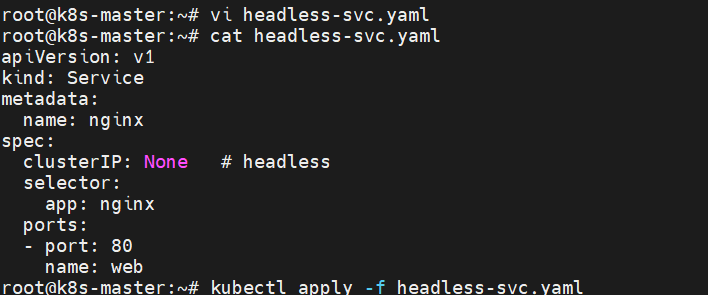 root@k8s-master:~# vi headless-svc.yaml
root@k8s-master:~# cat headless-svc.yaml
apiVersion: v1
kind: Service
metadata:
  name: nginx
spec:
  clusterIP: None   # headless
  selector:
    app: nginx
  ports:
  - port: 80
    name: web
root@k8s-master:~# kubectl apply -f headless-svc.yaml